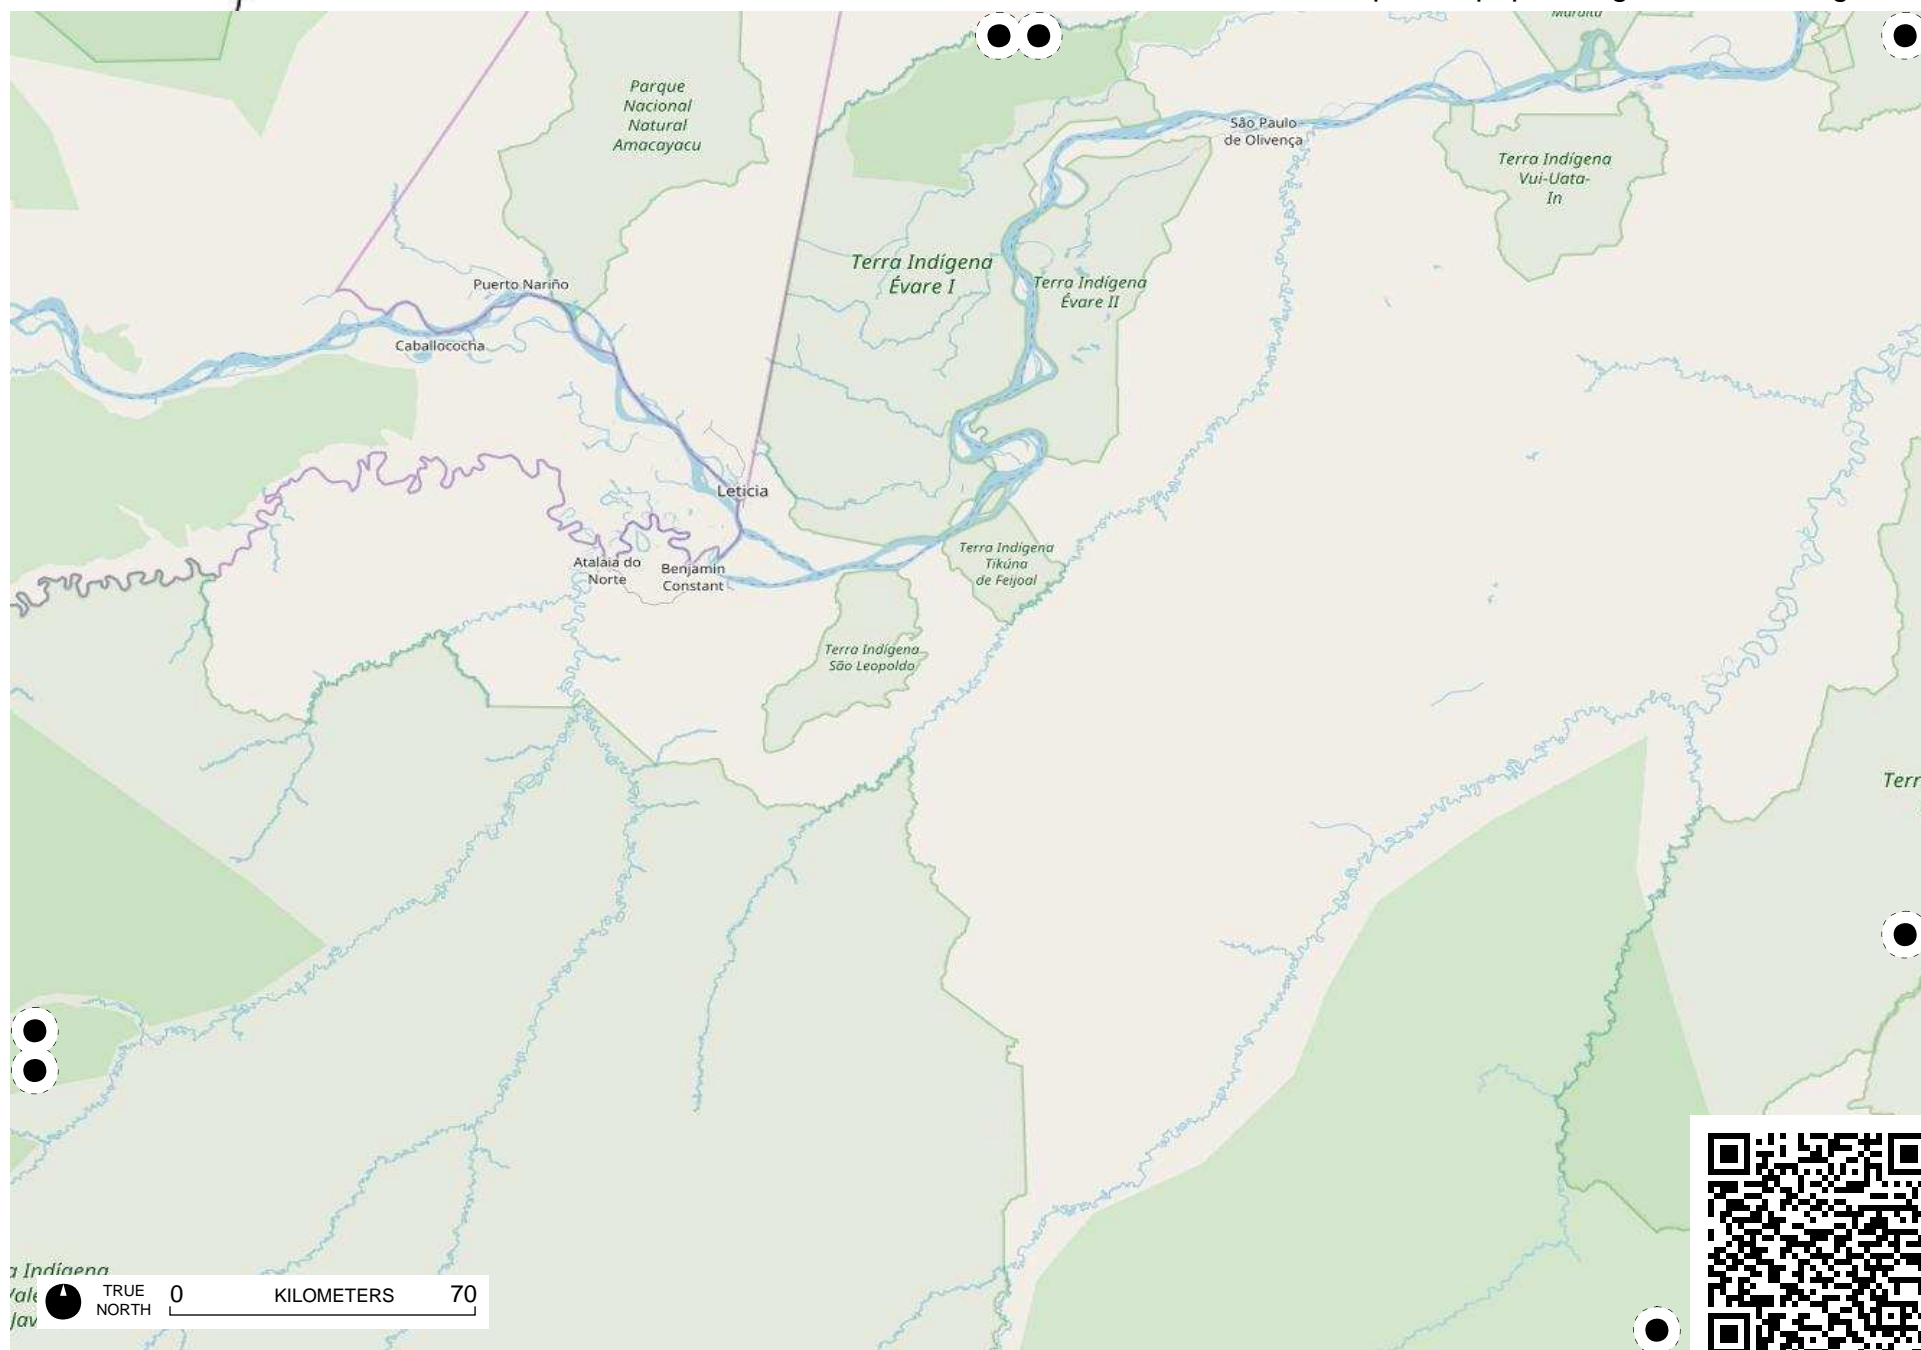 Parque
Nacional
Natural
Amacayacu
São Paulo
de Olivença
Terra Indígena
Vui-Uata-
In
Terra Indígena
Évare I
Terra Indígena
Évare II
Puerto Nariño
Caballococha
Leticia
Atalaia do
Norte
Benjamin
Constant
Terra Indígena
Tikúna
de Feijoal
Terra Indígena
São Leopoldo
Terr
a Indígena
TRUE
NORTH
0 KILOMETERS 70